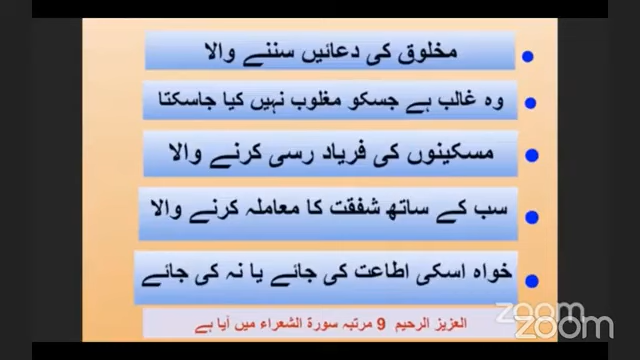 مخلوق کی دعائیں سننے والا
وہ غالب ہے جسکو مغلوب نہیں کیا جاسکتا
مسکینوں کی فریاد رسی کرنے والا
سب کے ساتھ شفقت کا معاملہ کرنے والا
خواہ اسکی اطاعت کی جائے یا نہ کی جائے
العزیز الرحیم 9 مرتبہ سورۃ الشعراء میں آیا ہے
zoom
zoom